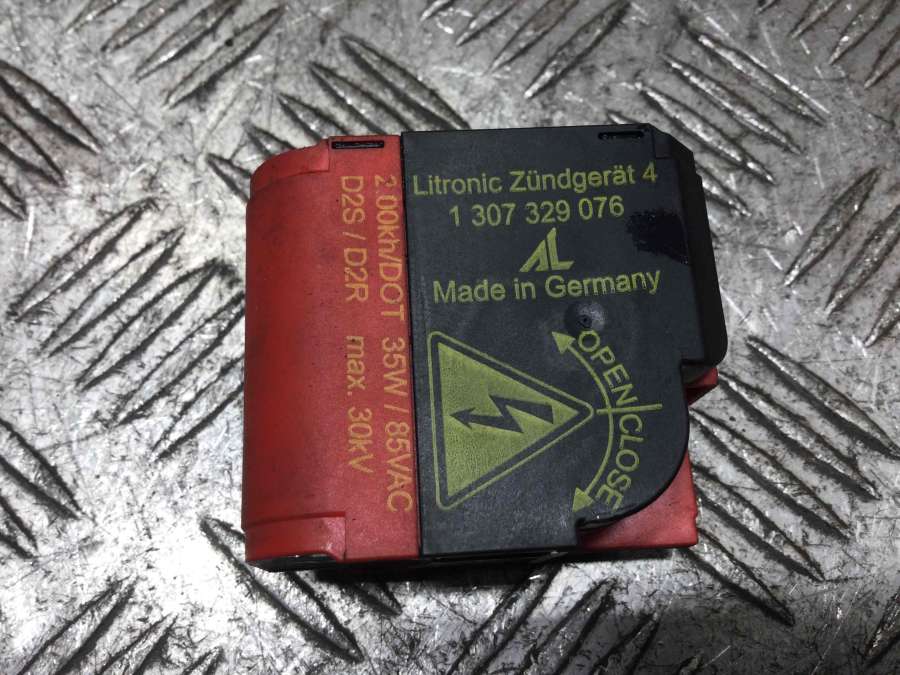 Litronic Zündgerät 4
1 307 329 076
AL
Made in Germany
OPEN/CLOSE
2.00kh/DOT 35W / 85VAC
D2S / D2R max 30kV